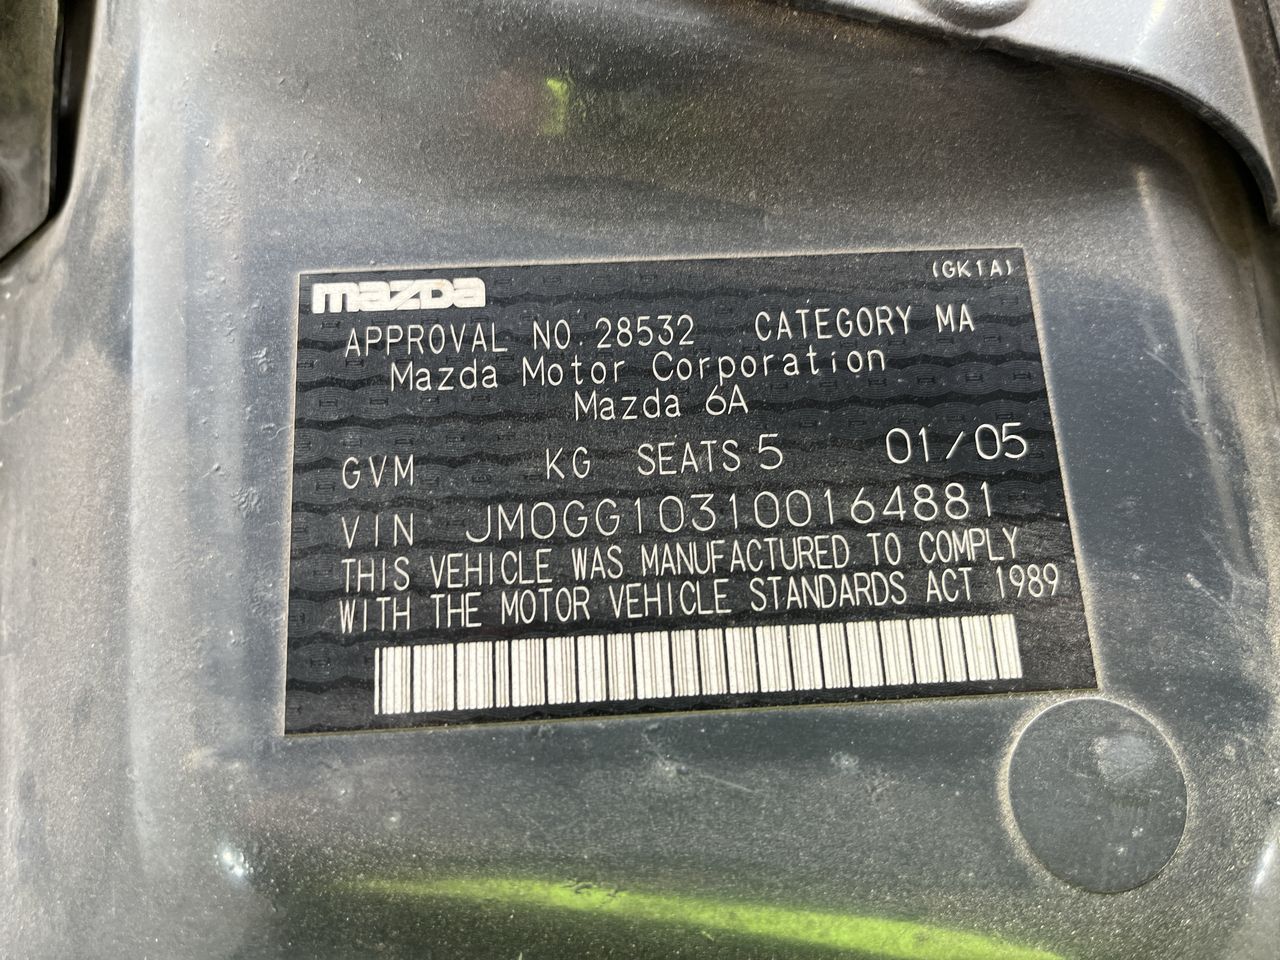 mazda (GK1A)
APPROVAL NO. 28532 CATEGORY MA
Mazda Motor Corporation
Mazda 6A
GVM KG SEATS 5 01/05
VIN JM0GG103100164881
THIS VEHICLE WAS MANUFACTURED TO COMPLY
WITH THE MOTOR VEHICLE STANDARDS ACT 1989